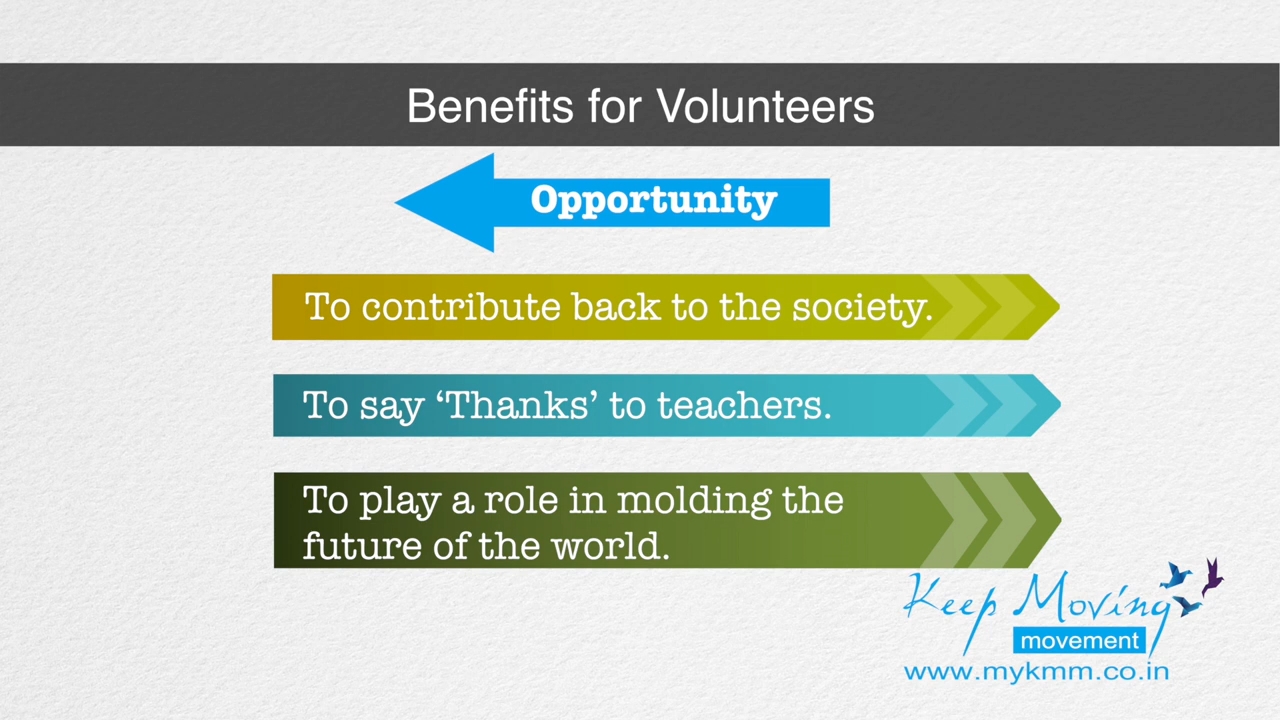 Benefits for Volunteers
Opportunity
To contribute back to the society.
To say ‘Thanks’ to teachers.
To play a role in molding the
future of the world.
Keep Moving
movement
www.mykmm.co.in